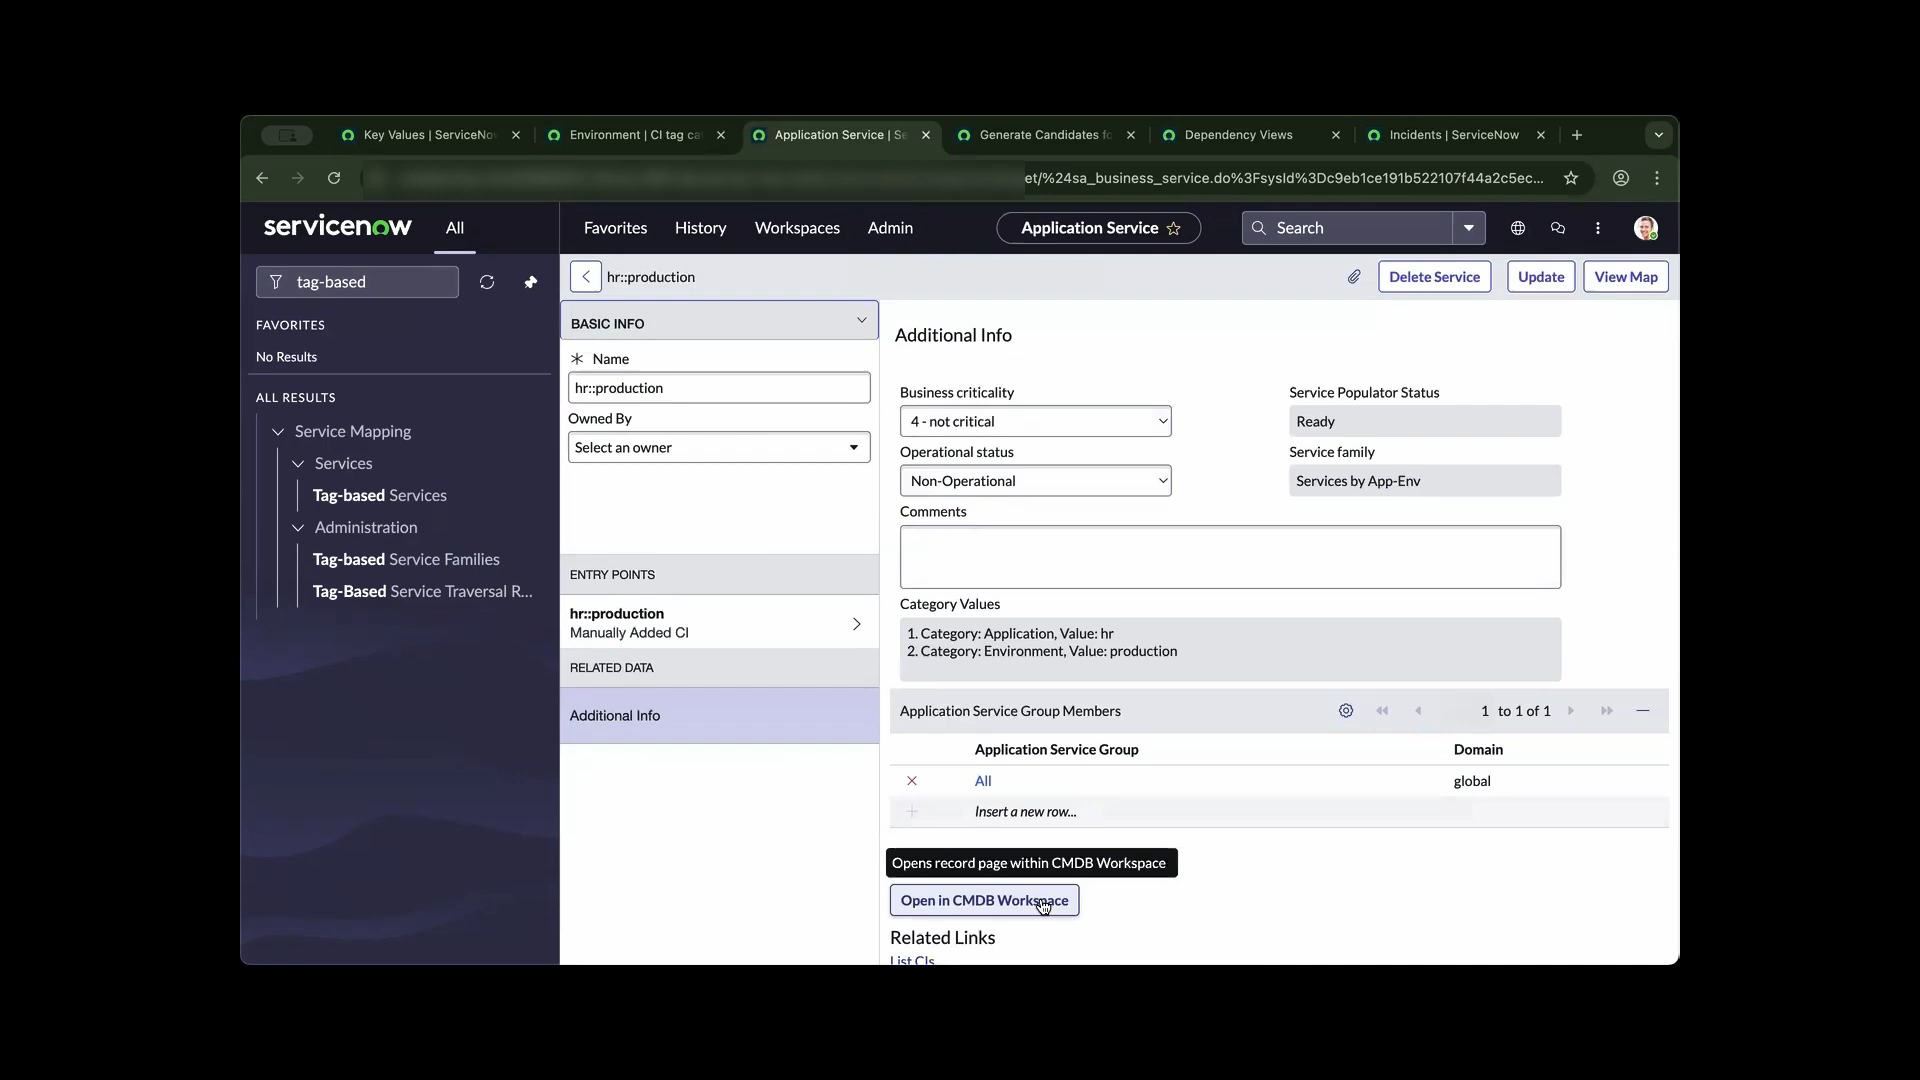 Key Values | ServiceNo
Environment | CI tag ca
Application Service | Se
Generate Candidates fo
Dependency Views
Incidents | ServiceNow
et/%24sa_business_service.do%3FsysId%3Dc9eb1ce191b522107f44a2c5ec...
servicenow
All
Favorites
History
Workspaces
Admin
Application Service
Search
tag-based
FAVORITES
No Results
ALL RESULTS
Service Mapping
Services
Tag-based Services
Administration
Tag-based Service Families
Tag-Based Service Traversal R...
hr::production
Delete Service
Update
View Map
BASIC INFO
Name
hr::production
Owned By
Select an owner
ENTRY POINTS
hr::production
Manually Added CI
RELATED DATA
Additional Info
Additional Info
Business criticality
4 - not critical
Service Populator Status
Ready
Operational status
Non-Operational
Service family
Services by App-Env
Comments
Category Values
1. Category: Application, Value: hr
2. Category: Environment, Value: production
Application Service Group Members
1 to 1 of 1
Application Service Group
Domain
All
global
Insert a new row...
Opens record page within CMDB Workspace
Open in CMDB Workspace
Related Links
List CIs